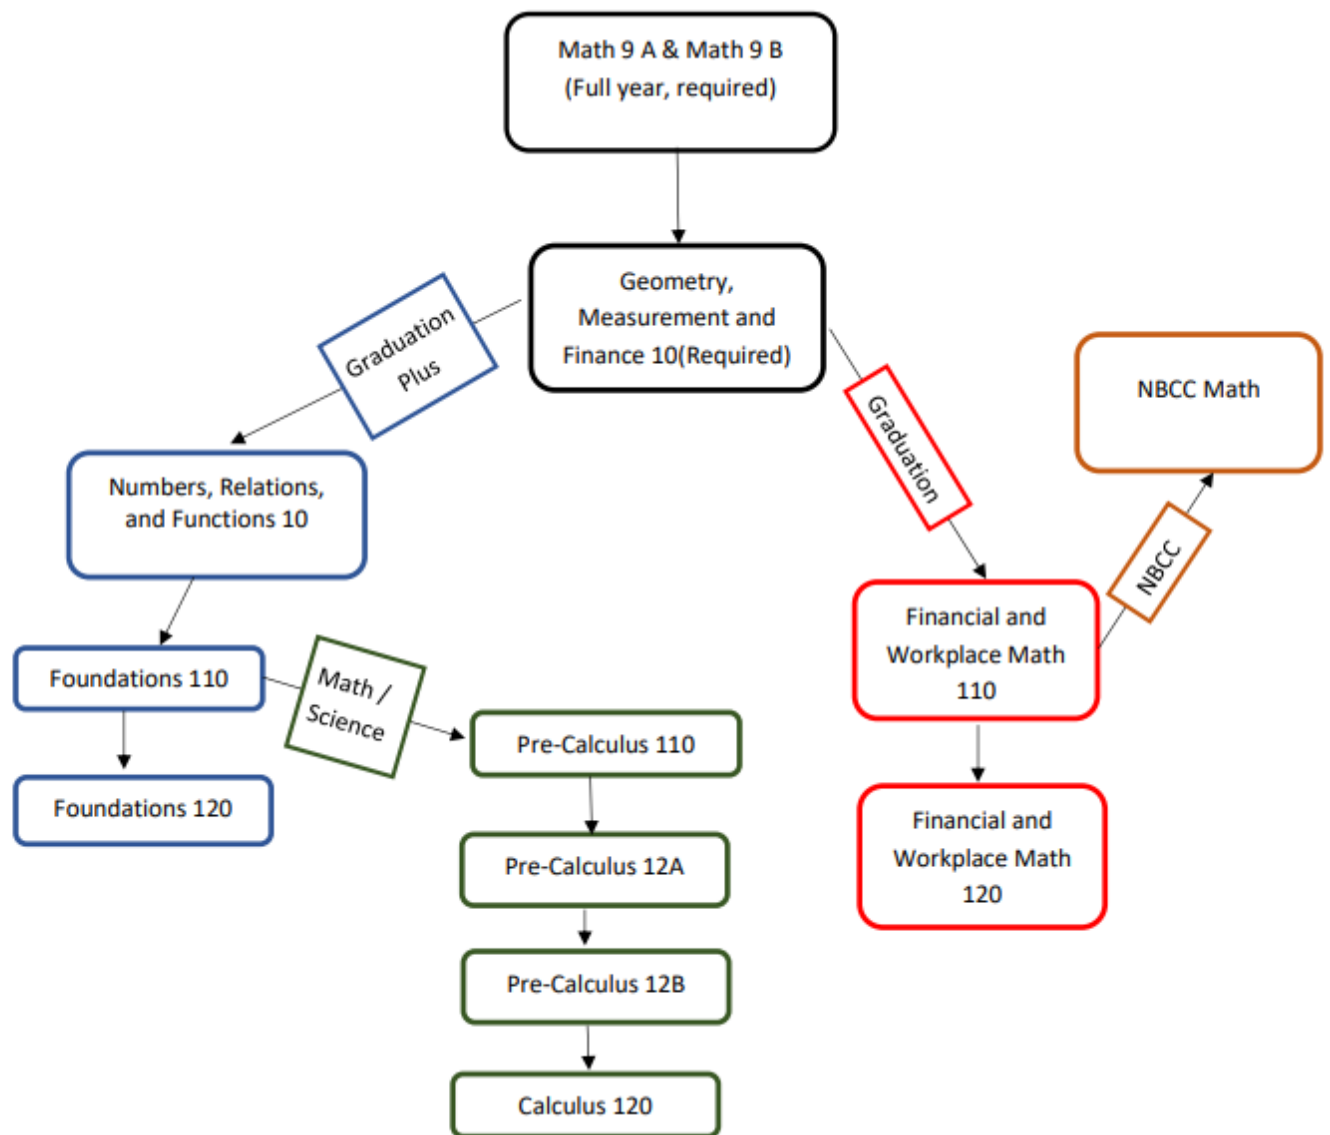 Math 9 A & Math 9 B
(Full year, required)
Geometry,
Measurement and
Finance 10(Required)
Graduation
Plus
Graduation
NBCC Math
Numbers, Relations,
and Functions 10
NBCC
Financial and
Workplace Math
110
Foundations 110
Math /
Science
Pre-Calculus 110
Foundations 120
Financial and
Workplace Math
120
Pre-Calculus 12A
Pre-Calculus 12B
Calculus 120